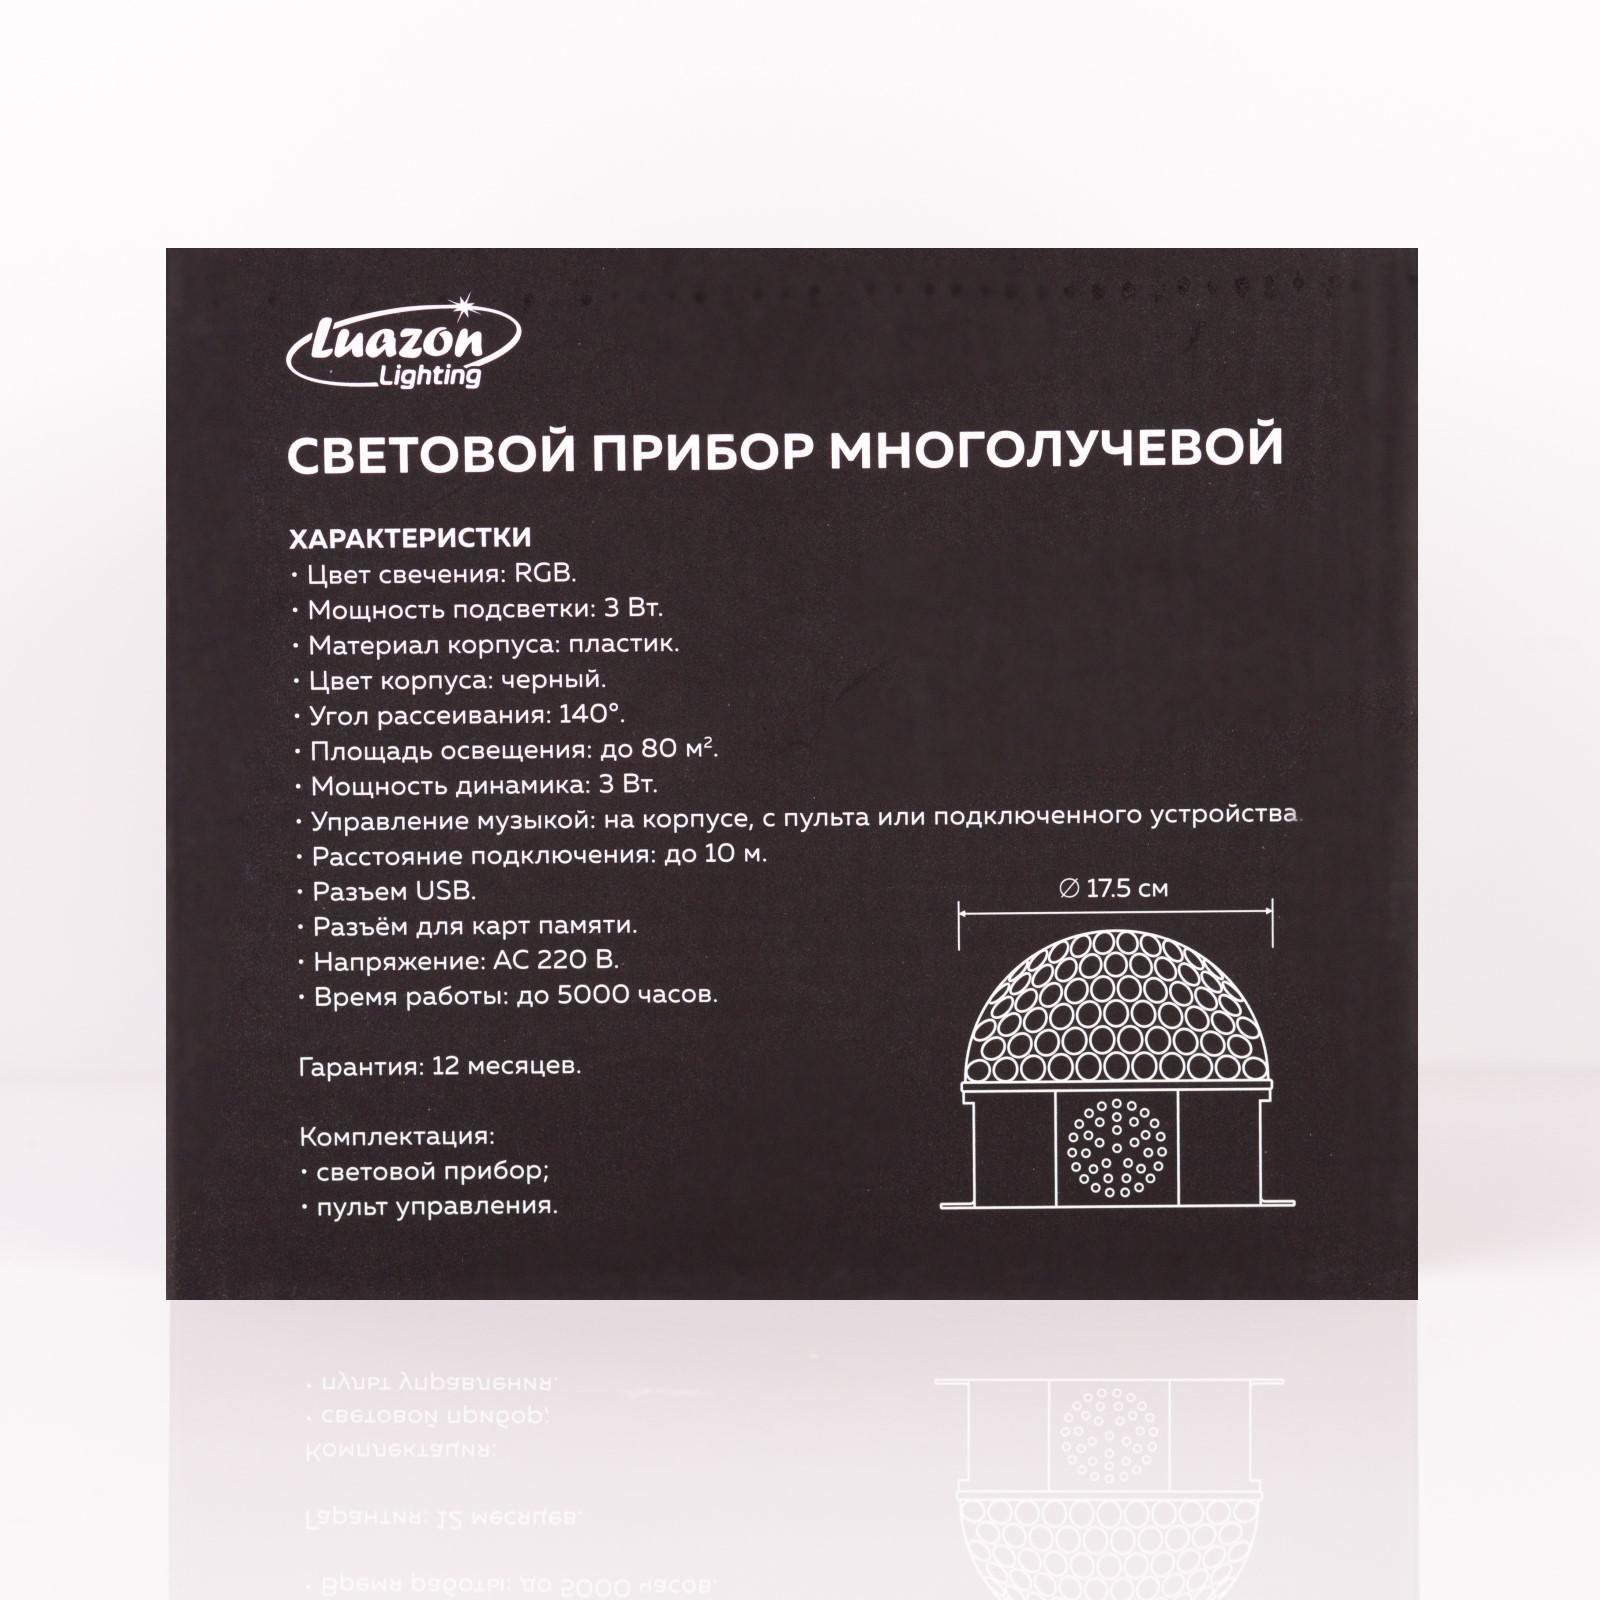 Luazon
Lighting
СВЕТОВОЙ ПРИБОР МНОГОЛУЧЕВОЙ
ХАРАКТЕРИСТКИ
• Цвет свечения: RGB.
• Мощность подсветки: 3 Вт.
• Материал корпуса: пластик.
• Цвет корпуса: черный.
• Угол рассеивания: 140°.
• Площадь освещения: до 80 м².
• Мощность динамика: 3 Вт.
• Управление музыкой: на корпусе, с пульта или подключенного устройства.
• Расстояние подключения: до 10 м.
• Разъем USB.
• Разъём для карт памяти.
• Напряжение: AC 220 В.
• Время работы: до 5000 часов.
Гарантия: 12 месяцев.
Комплектация:
• световой прибор;
• пульт управления.
∅ 17.5 см